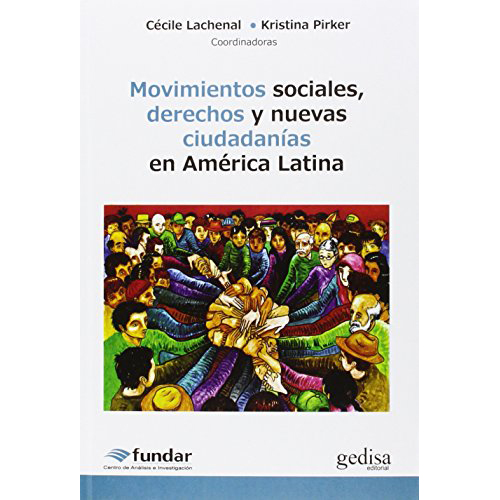 Cécile Lachenal • Kristina Pirker
Coordinadoras
Movimientos sociales,
derechos y nuevas
ciudadanías
en América Latina
fundar
Centro de Análisis e Investigación
gedisa
editorial